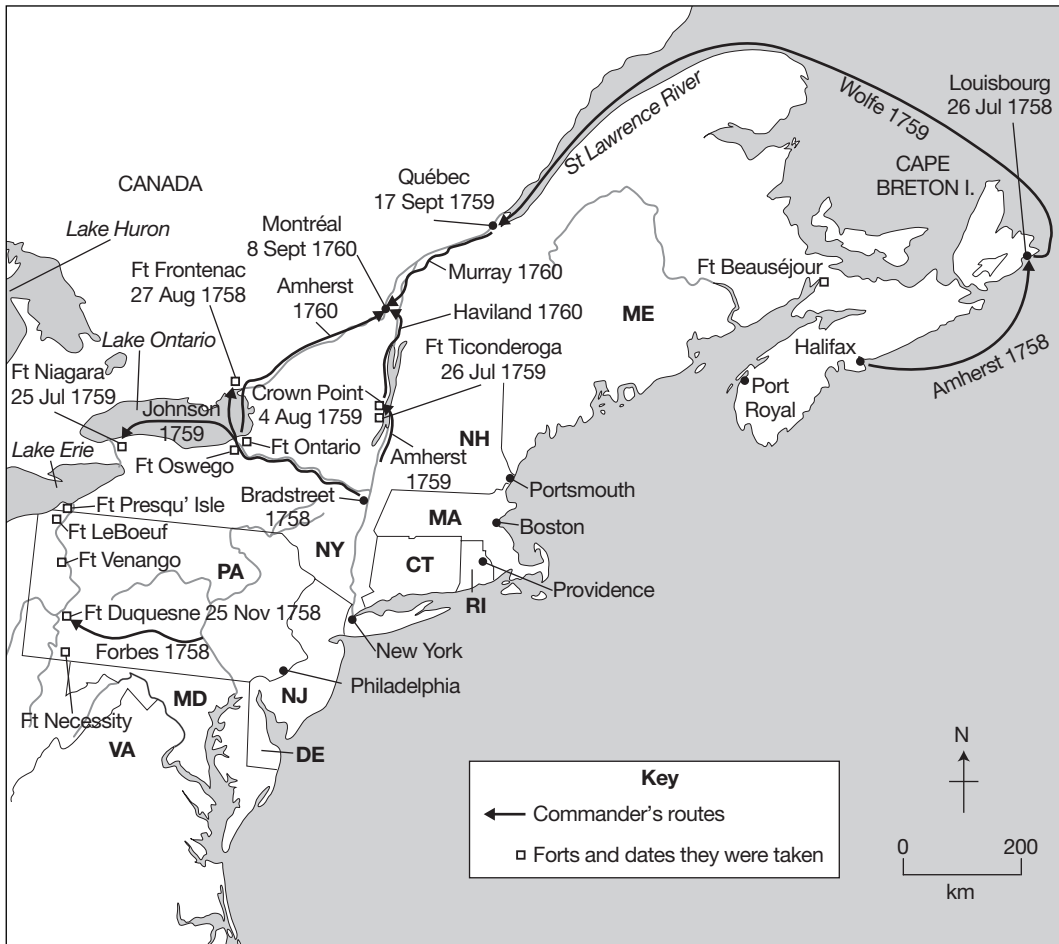 Louisbourg
26 Jul 1758
Wolfe 1759
St Lawrence River
CAPE
BRETON I.
CANADA
Québec
17 Sept 1759
Lake Huron
Montréal
8 Sept 1760
Ft Frontenac
27 Aug 1758
Amherst
1760
Murray 1760
Ft Beauséjour
Haviland 1760
ME
Lake Ontario
Ft Ticonderoga
26 Jul 1759
Halifax
Amherst 1758
Ft Niagara
25 Jul 1759
Crown Point
4 Aug 1759
Port
Royal
Johnson
1759
Ft Ontario
NH
Lake Erie
Ft Oswego
Amherst
1759
Bradstreet
1758
Portsmouth
Ft Presqu' Isle
MA
Boston
Ft LeBoeuf
NY
Ft Venango
PA
CT
Providence
RI
Ft Duquesne 25 Nov 1758
Forbes 1758
New York
Philadelphia
MD
NJ
Ft Necessity
VA
DE
Key
Commander's routes
Forts and dates they were taken
N
0
200
km